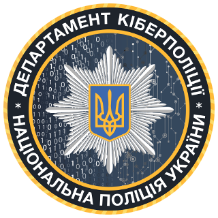 ДЕПАРТАМЕНТ КІБЕРПОЛІЦІЇ
НАЦІОНАЛЬНА ПОЛІЦІЯ УКРАЇНИ